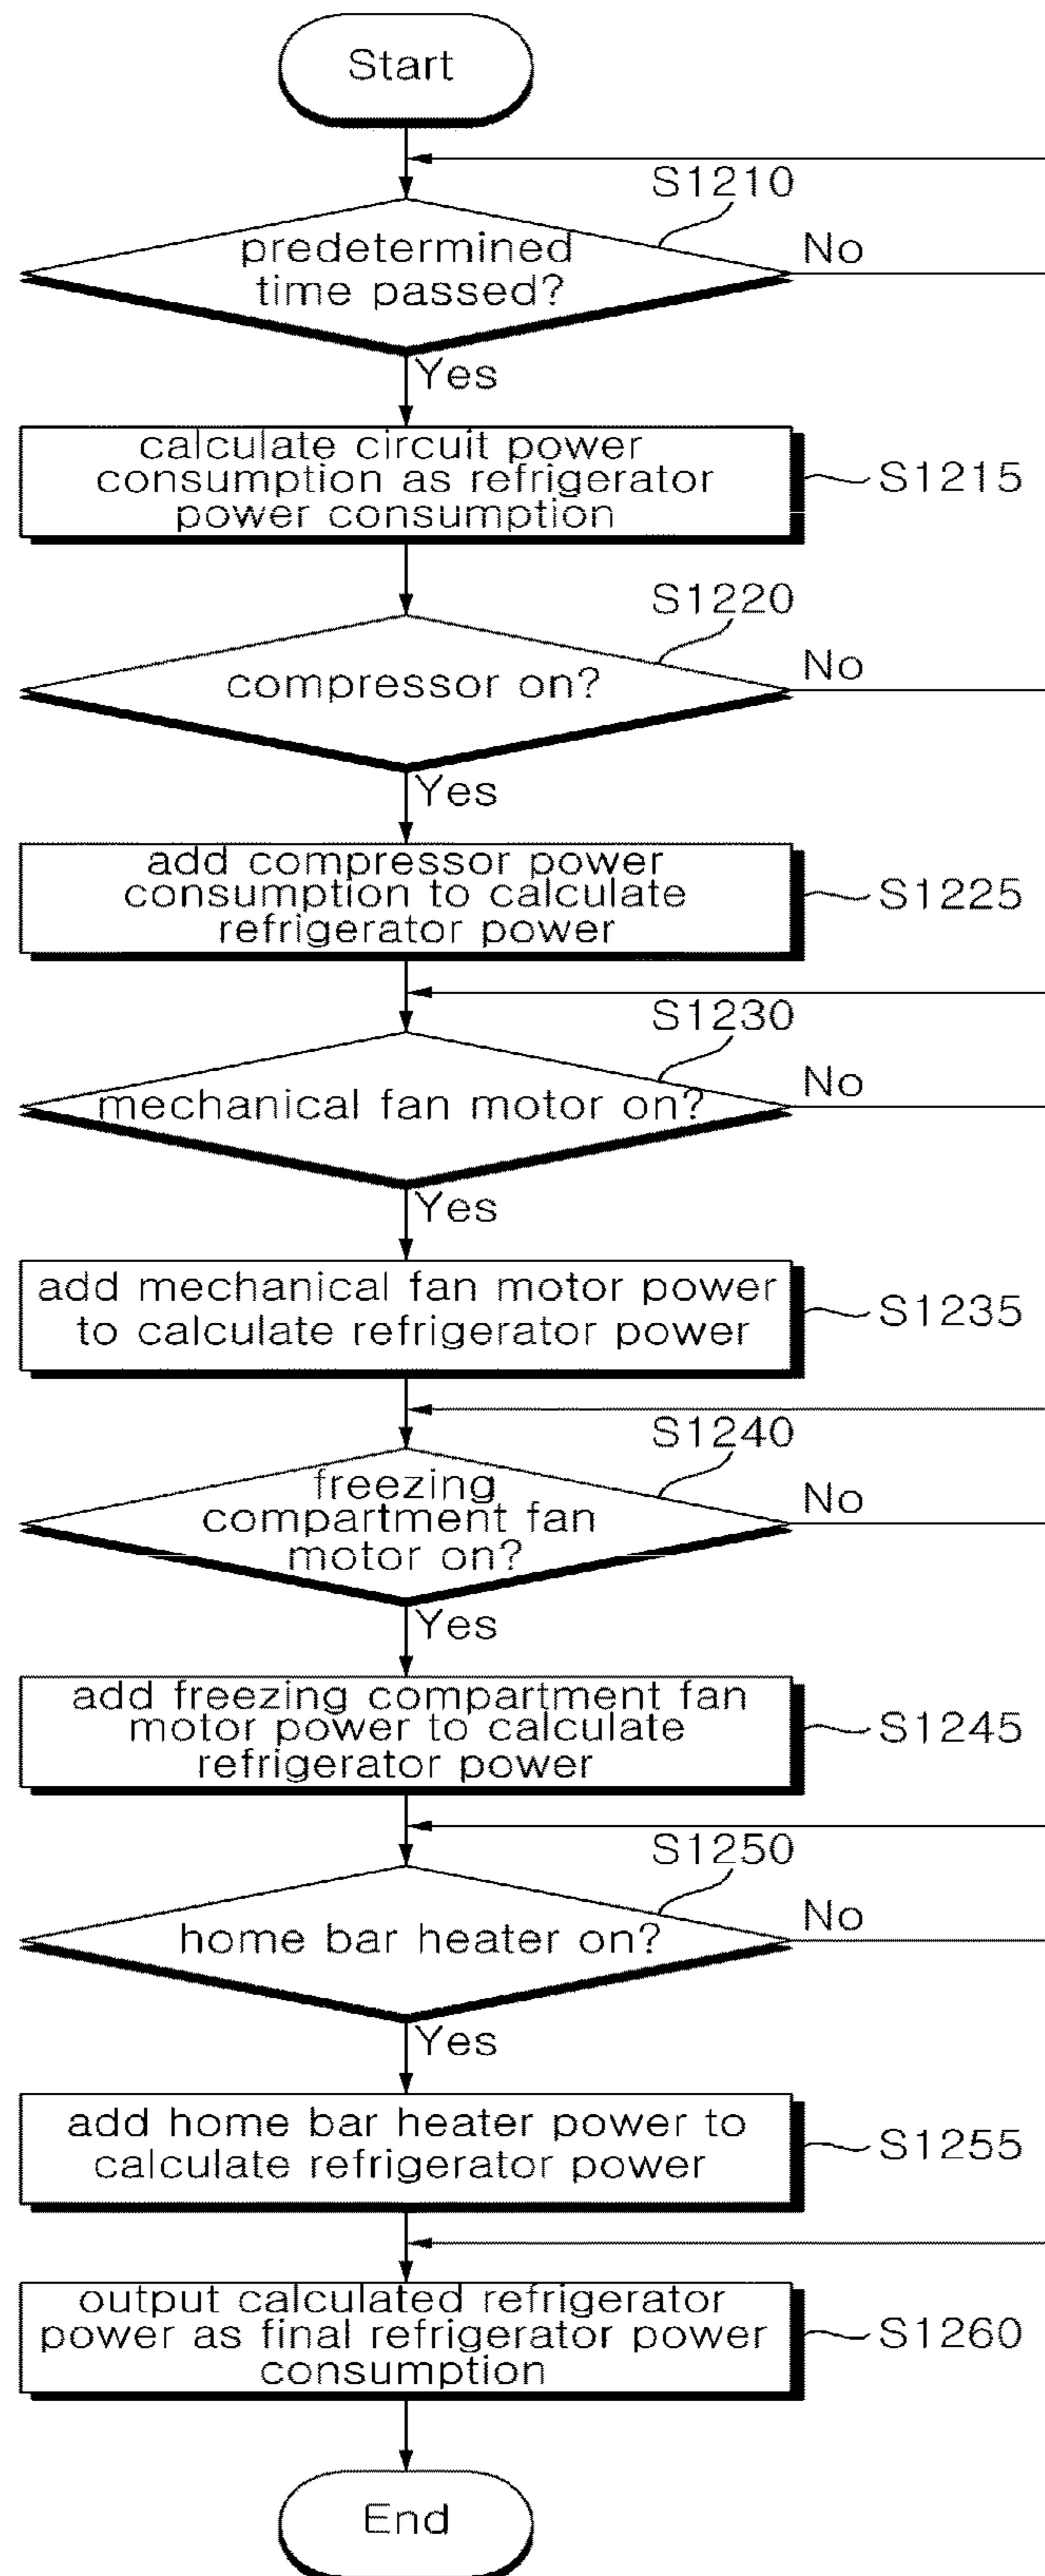 Start
S1210
predetermined
time passed?
No
Yes
calculate circuit power
consumption as refrigerator
power consumption
S1215
S1220
compressor on?
No
Yes
add compressor power
consumption to calculate
refrigerator power
S1225
S1230
mechanical fan motor on?
No
Yes
add mechanical fan motor power
to calculate refrigerator power
S1235
S1240
freezing
compartment fan
motor on?
No
Yes
add freezing compartment fan
motor power to calculate
refrigerator power
S1245
S1250
home bar heater on?
No
Yes
add home bar heater power to
calculate refrigerator power
S1255
output calculated refrigerator
power as final refrigerator power
consumption
S1260
End